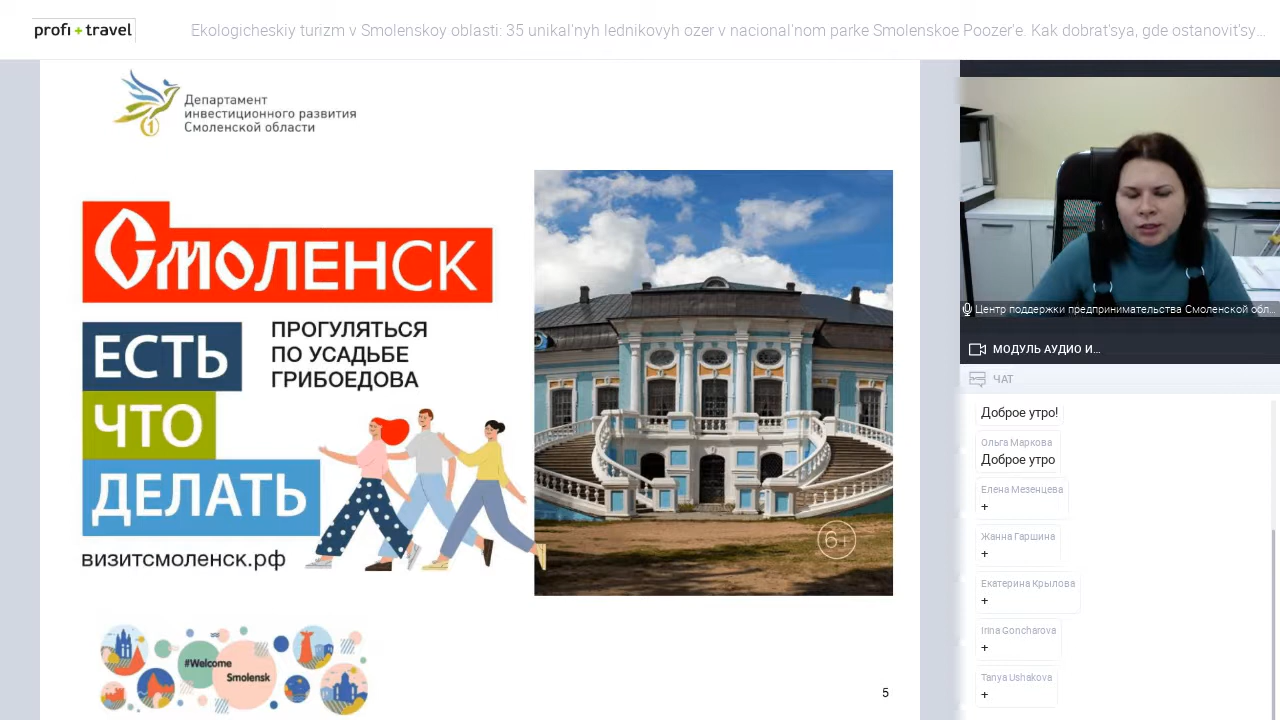 profi + travel
Ekologicheskiy turizm v Smolenskoy oblasti: 35 unikal'nyh lednikovyh ozer v nacional'nom parke Smolenskoe Poozer'e. Kak dobrat'sya, gde ostanovit'sy...
Департамент
инвестиционного развития
Смоленской области
1
СМОЛЕНСК
ЕСТЬ
ЧТО
ДЕЛАТЬ
ПРОГУЛЯТЬСЯ
ПО УСАДЬБЕ
ГРИБОЕДОВА
визитсмоленск.рф
6+
#Welcome
Smolensk
5
Центр поддержки предпринимательства Смоленской обл...
МОДУЛЬ АУДИО И...
ЧАТ
Доброе утро!
Ольга Маркова
Доброе утро
Елена Мезенцева
+
Жанна Гаршина
+
Екатерина Крылова
+
Irina Goncharova
+
Tanya Ushakova
+